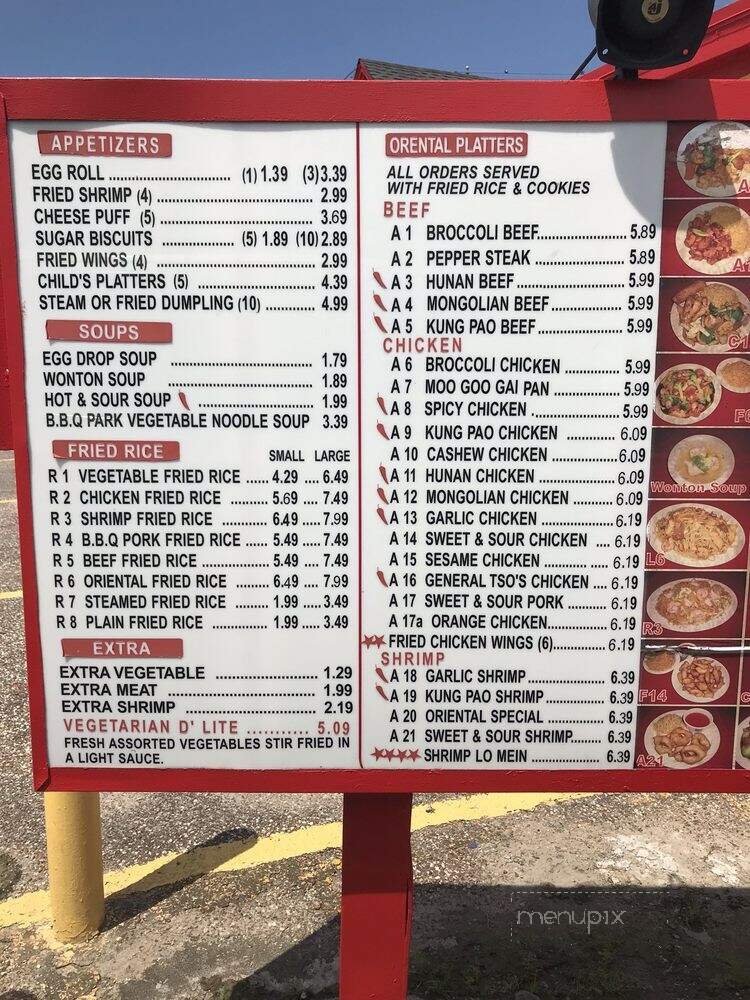 APPETIZERS
EGG ROLL ............................ (1) 1.39 (3) 3.39
FRIED SHRIMP (4) .................................... 2.99
CHEESE PUFF (5) .................................... 3.69
SUGAR BISCUITS ................. (5) 1.89 (10) 2.89
FRIED WINGS (4) ..................................... 2.99
CHILD'S PLATTERS (5) ........................... 4.39
STEAM OR FRIED DUMPLING (10) ............ 4.99
SOUPS
EGG DROP SOUP ................................... 1.79
WONTON SOUP .................................... 1.89
HOT & SOUR SOUP ............................ 1.99
B.B.Q PARK VEGETABLE NOODLE SOUP 3.39
FRIED RICE SMALL LARGE
R 1 VEGETABLE FRIED RICE ...... 4.29 .... 6.49
R 2 CHICKEN FRIED RICE .......... 5.69 .... 7.49
R 3 SHRIMP FRIED RICE ............ 6.49 .... 7.99
R 4 B.B.Q PORK FRIED RICE ..... 5.49 ..... 7.49
R 5 BEEF FRIED RICE ................ 5.49 ..... 7.49
R 6 ORIENTAL FRIED RICE ......... 6.49 .... 7.99
R 7 STEAMED FRIED RICE ........ 1.99 ..... 3.49
R 8 PLAIN FRIED RICE ............. 1.99 .... 3.49
EXTRA
EXTRA VEGETABLE ........................... 1.29
EXTRA MEAT .................................... 1.99
EXTRA SHRIMP ................................. 2.19
VEGETARIAN D' LITE ........... 5.09
FRESH ASSORTED VEGETABLES STIR FRIED IN
A LIGHT SAUCE.
ORENTAL PLATTERS
ALL ORDERS SERVED
WITH FRIED RICE & COOKIES
BEEF
A 1 BROCCOLI BEEF..................... 5.89
A 2 PEPPER STEAK ..................... 5.89
A 3 HUNAN BEEF......................... 5.99
A 4 MONGOLIAN BEEF................. 5.99
A 5 KUNG PAO BEEF.................... 5.99
CHICKEN
A 6 BROCCOLI CHICKEN ............. 5.99
A 7 MOO GOO GAI PAN ................ 5.99
A 8 SPICY CHICKEN ..................... 5.99
A 9 KUNG PAO CHICKEN ............. 6.09
A 10 CASHEW CHICKEN ................ 6.09
A 11 HUNAN CHICKEN ................... 6.09
A 12 MONGOLIAN CHICKEN .......... 6.09
A 13 GARLIC CHICKEN .................. 6.19
A 14 SWEET & SOUR CHICKEN .... 6.19
A 15 SESAME CHICKEN ................ 6.19
A 16 GENERAL TSO'S CHICKEN ... 6.19
A 17 SWEET & SOUR PORK .......... 6.19
A 17a ORANGE CHICKEN............... 6.19
FRIED CHICKEN WINGS (6)............. 6.19
SHRIMP
A 18 GARLIC SHRIMP ................... 6.39
A 19 KUNG PAO SHRIMP .............. 6.39
A 20 ORIENTAL SPECIAL .............. 6.39
A 21 SWEET & SOUR SHRIMP....... 6.39
SHRIMP LO MEIN ....................... 6.39
C1
F6
Wonton Soup
L6
R3
F14
A21
menupix